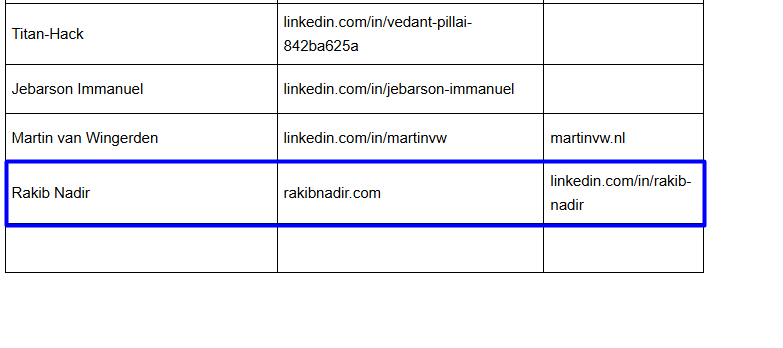 Titan-Hack
linkedin.com/in/vedant-pillai-
842ba625a
Jebarson Immanuel
linkedin.com/in/jebarson-immanuel
Martin van Wingerden
linkedin.com/in/martinvw
martinvw.nl
Rakib Nadir
rakibnadir.com
linkedin.com/in/rakib-
nadir